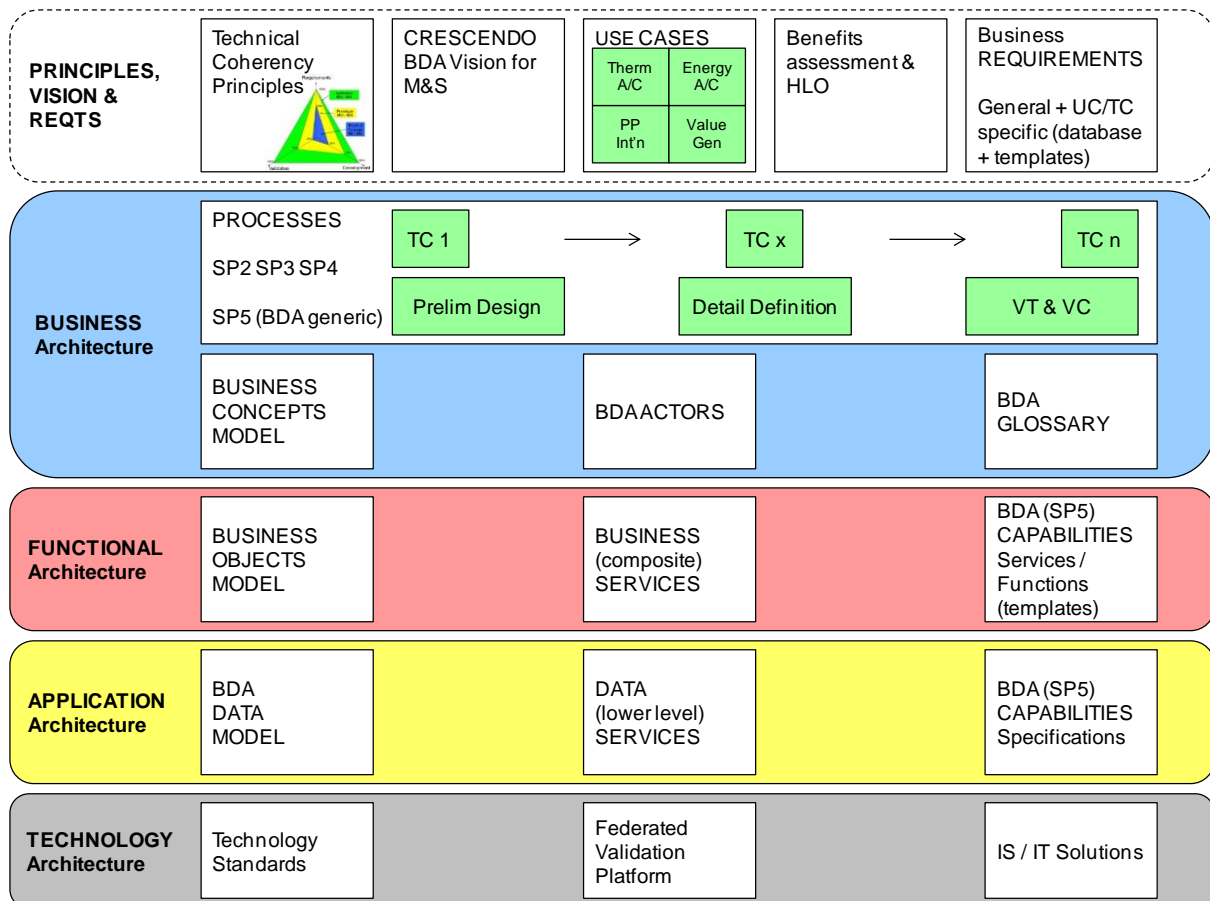 PRINCIPLES,
VISION &
REQTS
Technical
Coherency
Principles
Requirements
Validation
Development
CRESCENDO
BDA Vision for
M&S
USE CASES
Therm
A/C
Energy
A/C
PP
Int'n
Value
Gen
Benefits
assessment &
HLO
Business
REQUIREMENTS
General + UC/TC
specific (database
+ templates)
BUSINESS
Architecture
PROCESSES
SP2 SP3 SP4
SP5 (BDA generic)
TC 1
TC x
TC n
Prelim Design
Detail Definition
VT & VC
BUSINESS
CONCEPTS
MODEL
BDA ACTORS
BDA
GLOSSARY
FUNCTIONAL
Architecture
BUSINESS
OBJECTS
MODEL
BUSINESS
(composite)
SERVICES
BDA (SP5)
CAPABILITIES
Services /
Functions
(templates)
APPLICATION
Architecture
BDA
DATA
MODEL
DATA
(lower level)
SERVICES
BDA (SP5)
CAPABILITIES
Specifications
TECHNOLOGY
Architecture
Technology
Standards
Federated
Validation
Platform
IS / IT Solutions